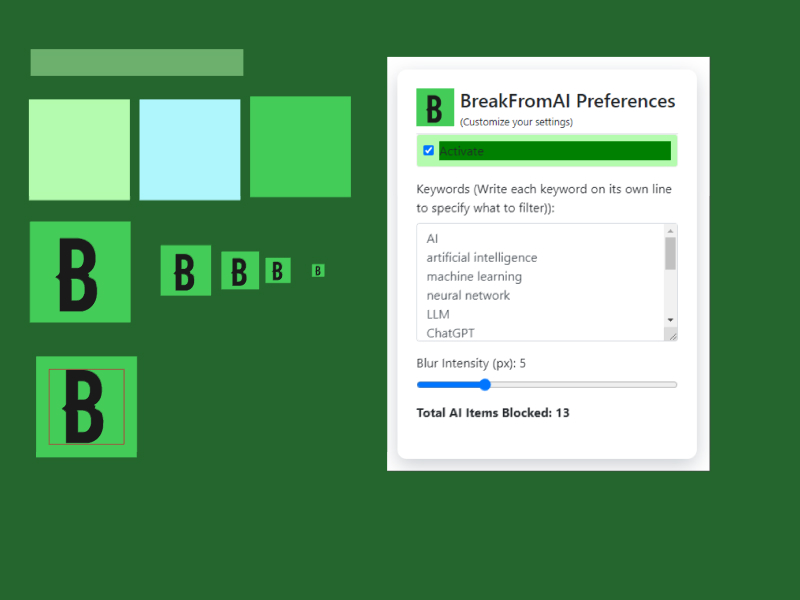 B
B
B
B
B
B
B
BreakFromAI Preferences
(Customize your settings)
Activate
Keywords (Write each keyword on its own line
to specify what to filter)):
AI
artificial intelligence
machine learning
neural network
LLM
ChatGPT
Blur Intensity (px): 5
Total AI Items Blocked: 13